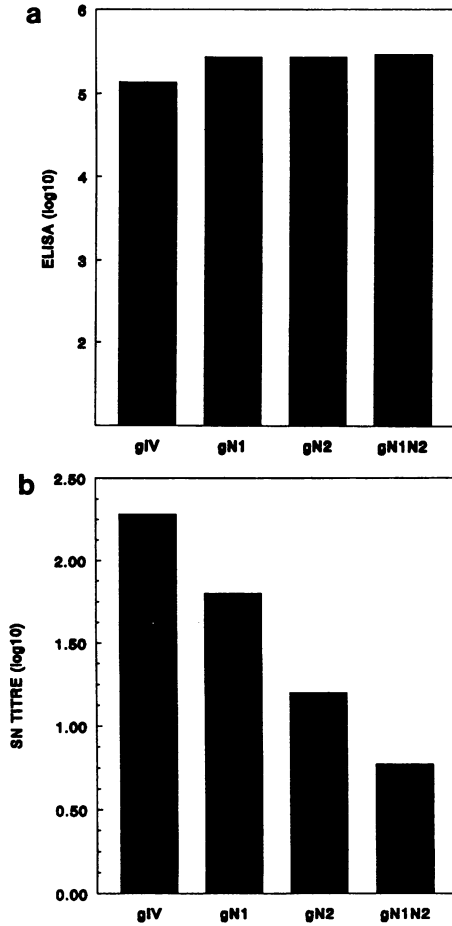 a
6
5
4
3
2
ELISA (log10)
gIV gN1 gN2 gN1N2
b
2.50
2.00
1.50
1.00
0.50
0.00
SN TITRE (log10)
gIV gN1 gN2 gN1N2